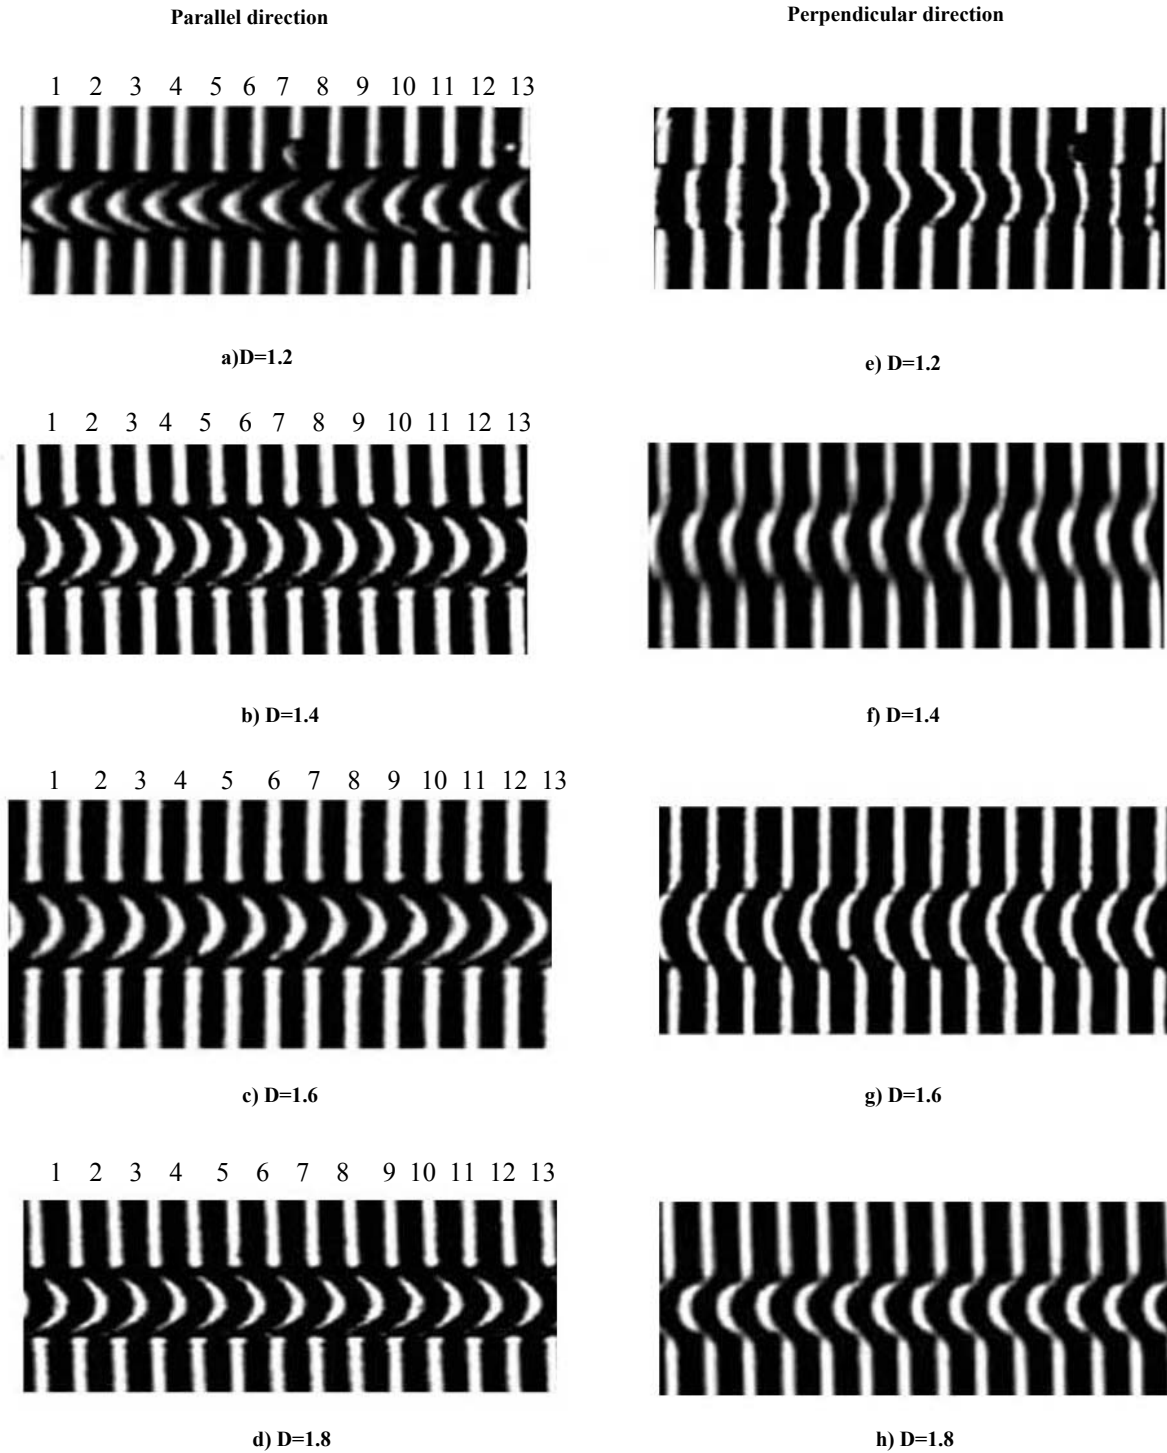 Parallel direction
Perpendicular direction
1 2 3 4 5 6 7 8 9 10 11 12 13
a)D=1.2
e) D=1.2
1 2 3 4 5 6 7 8 9 10 11 12 13
b) D=1.4
f) D=1.4
1 2 3 4 5 6 7 8 9 10 11 12 13
c) D=1.6
g) D=1.6
1 2 3 4 5 6 7 8 9 10 11 12 13
d) D=1.8
h) D=1.8